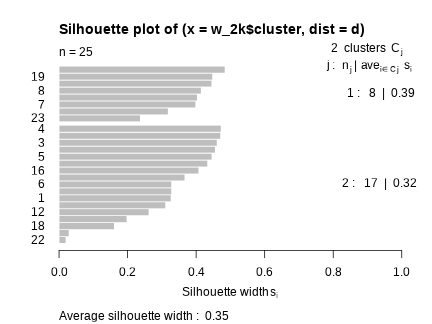 Silhouette plot of (x = w_2k$cluster, dist = d)
n = 25
2 clusters Cj
j : nj | avei∈Cj si
19
8
1 : 8 | 0.39
7
23
4
3
5
16
6
2 : 17 | 0.32
1
12
18
22
0.0 0.2 0.4 0.6 0.8 1.0
Silhouette width si
Average silhouette width : 0.35